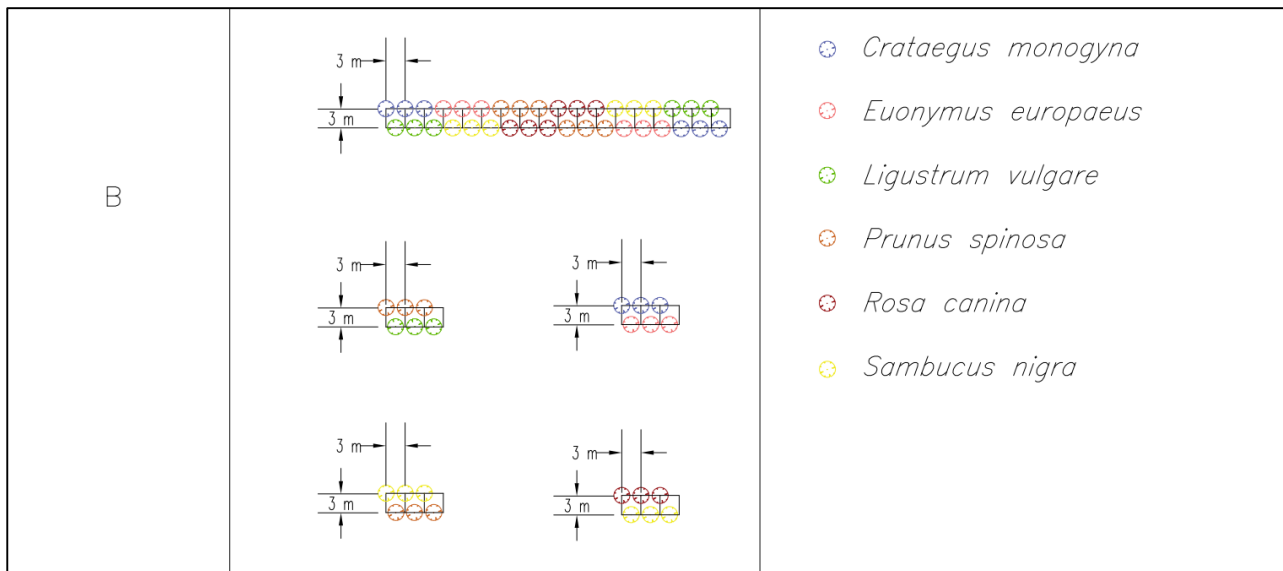 B
3 m
3 m
3 m
3 m
3 m
3 m
3 m
3 m
3 m
3 m
Crataegus monogyna
Euonymus europaeus
Ligustrum vulgare
Prunus spinosa
Rosa canina
Sambucus nigra